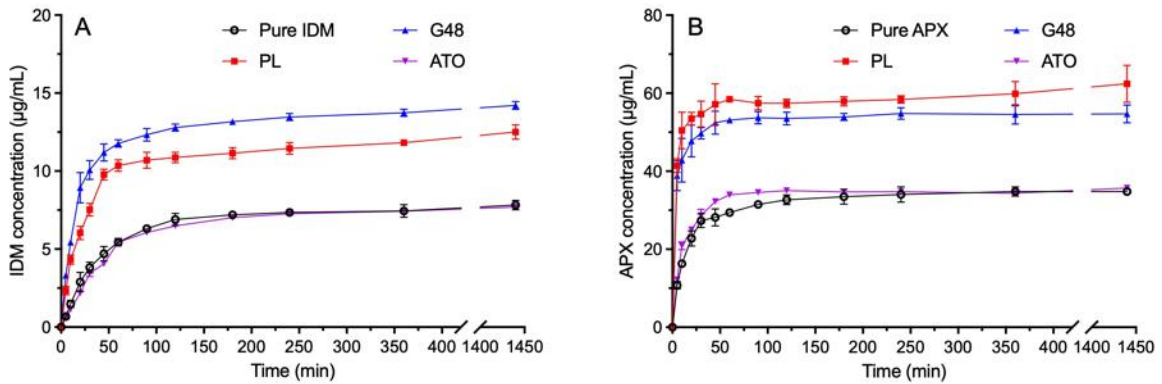 A
Pure IDM
G48
PL
ATO
IDM concentration (µg/mL)
20
15
10
5
0
0 50 100 150 200 250 300 350 400 1400 1450
Time (min)
B
Pure APX
G48
PL
ATO
APX concentration (µg/mL)
80
60
40
20
0
0 50 100 150 200 250 300 350 400 1400 1450
Time (min)